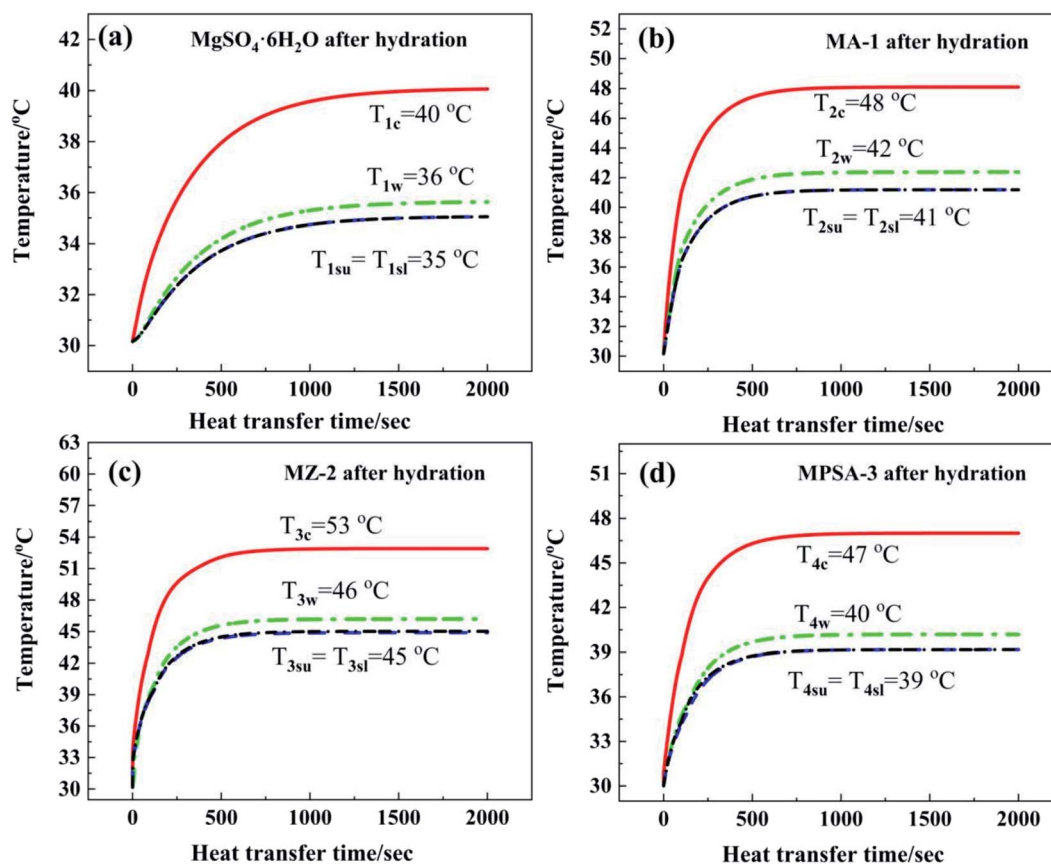 (a)
MgSO4·6H2O after hydration
42
40
38
36
34
32
30
T1c=40 °C
T1w=36 °C
T1su= T1sl=35 °C
0 500 1000 1500 2000
Temperature/°C
Heat transfer time/sec
(b)
MA-1 after hydration
52
50
48
46
44
42
40
38
36
34
32
30
T2c=48 °C
T2w=42 °C
T2su= T2sl=41 °C
0 500 1000 1500 2000
Temperature/°C
Heat transfer time/sec
(c)
MZ-2 after hydration
63
60
57
54
51
48
45
42
39
36
33
30
T3c=53 °C
T3w=46 °C
T3su= T3sl=45 °C
0 500 1000 1500 2000
Temperature/°C
Heat transfer time/sec
(d)
MPSA-3 after hydration
51
48
45
42
39
36
33
30
T4c=47 °C
T4w=40 °C
T4su= T4sl=39 °C
0 500 1000 1500 2000
Temperature/°C
Heat transfer time/sec